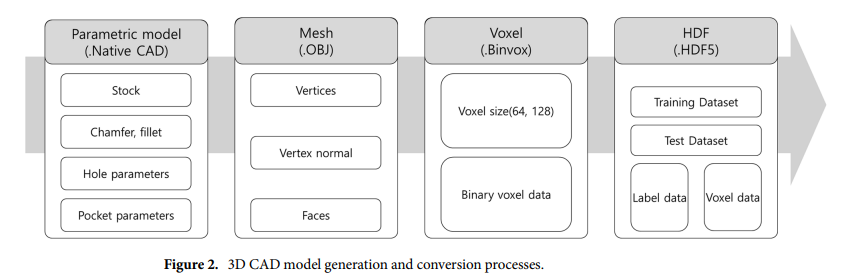 Parametric model
(.Native CAD)
Stock
Chamfer, fillet
Hole parameters
Pocket parameters
Mesh
(.OBJ)
Vertices
Vertex normal
Faces
Voxel
(.Binvox)
Voxel size(64, 128)
Binary voxel data
HDF
(.HDF5)
Training Dataset
Test Dataset
Label data
Voxel data
Figure 2. 3D CAD model generation and conversion processes.